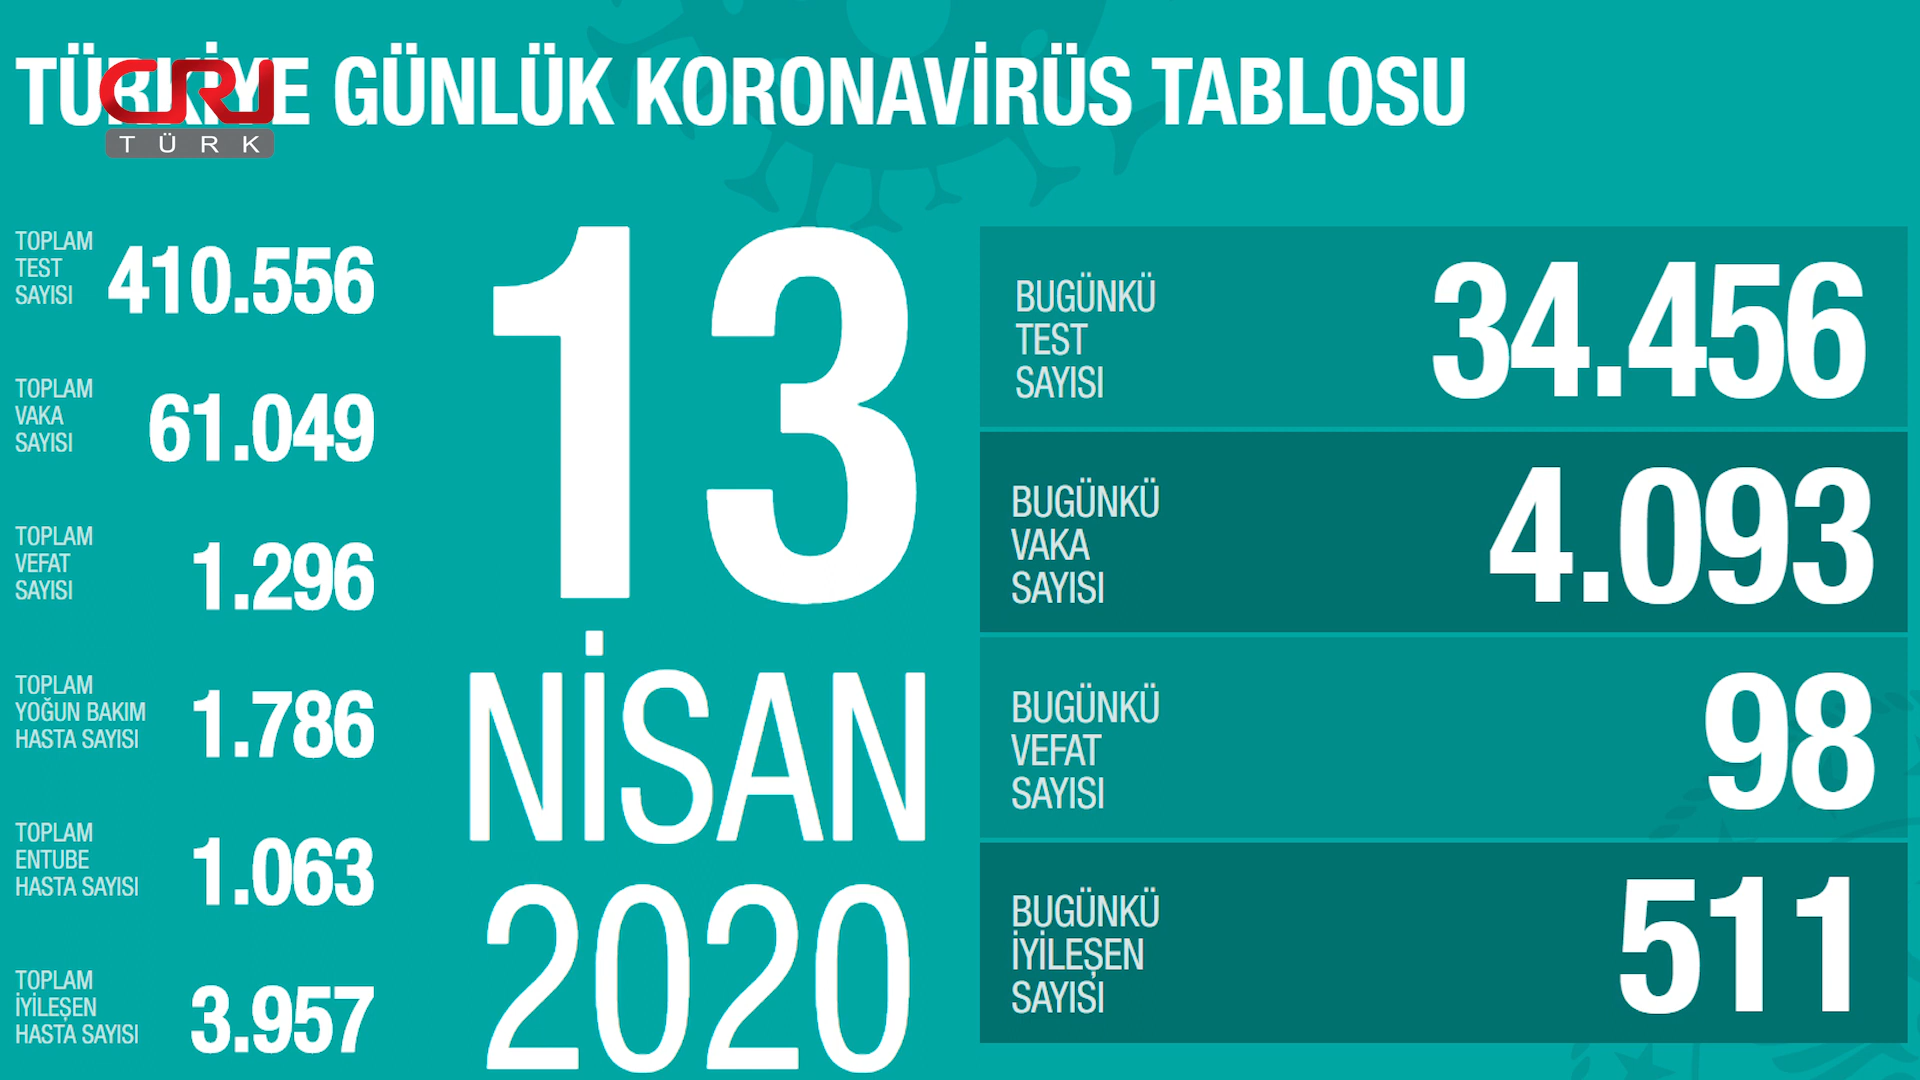 TÜRKİYE GÜNLÜK KORONAVİRÜS TABLOSU
CRI
TÜRK
TOPLAM
TEST
SAYISI
410.556
TOPLAM
VAKA
SAYISI
61.049
TOPLAM
VEFAT
SAYISI
1.296
TOPLAM
YOĞUN BAKIM
HASTA SAYISI
1.786
TOPLAM
ENTUBE
HASTA SAYISI
1.063
TOPLAM
İYİLEŞEN
HASTA SAYISI
3.957
13
NİSAN
2020
BUGÜNKÜ
TEST
SAYISI
34.456
BUGÜNKÜ
VAKA
SAYISI
4.093
BUGÜNKÜ
VEFAT
SAYISI
98
BUGÜNKÜ
İYİLEŞEN
SAYISI
511